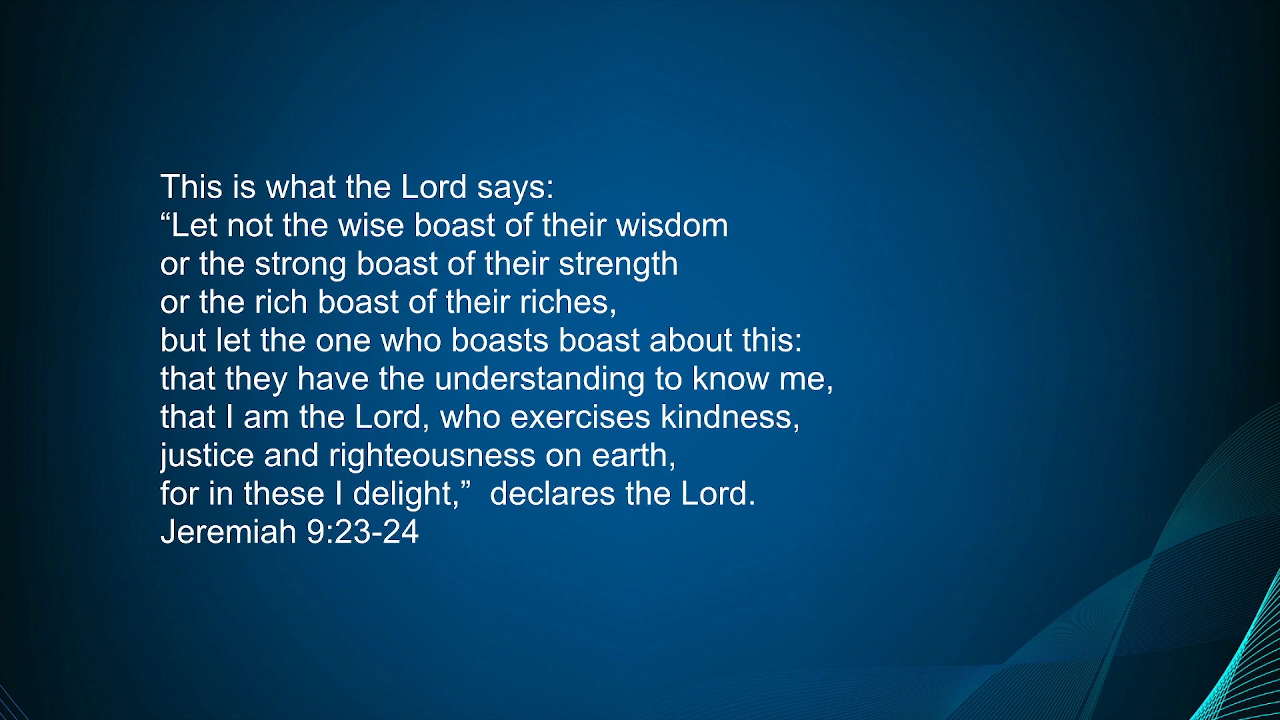 This is what the Lord says:
“Let not the wise boast of their wisdom
or the strong boast of their strength
or the rich boast of their riches,
but let the one who boasts boast about this:
that they have the understanding to know me,
that I am the Lord, who exercises kindness,
justice and righteousness on earth,
for in these I delight,”  declares the Lord.
Jeremiah 9:23-24